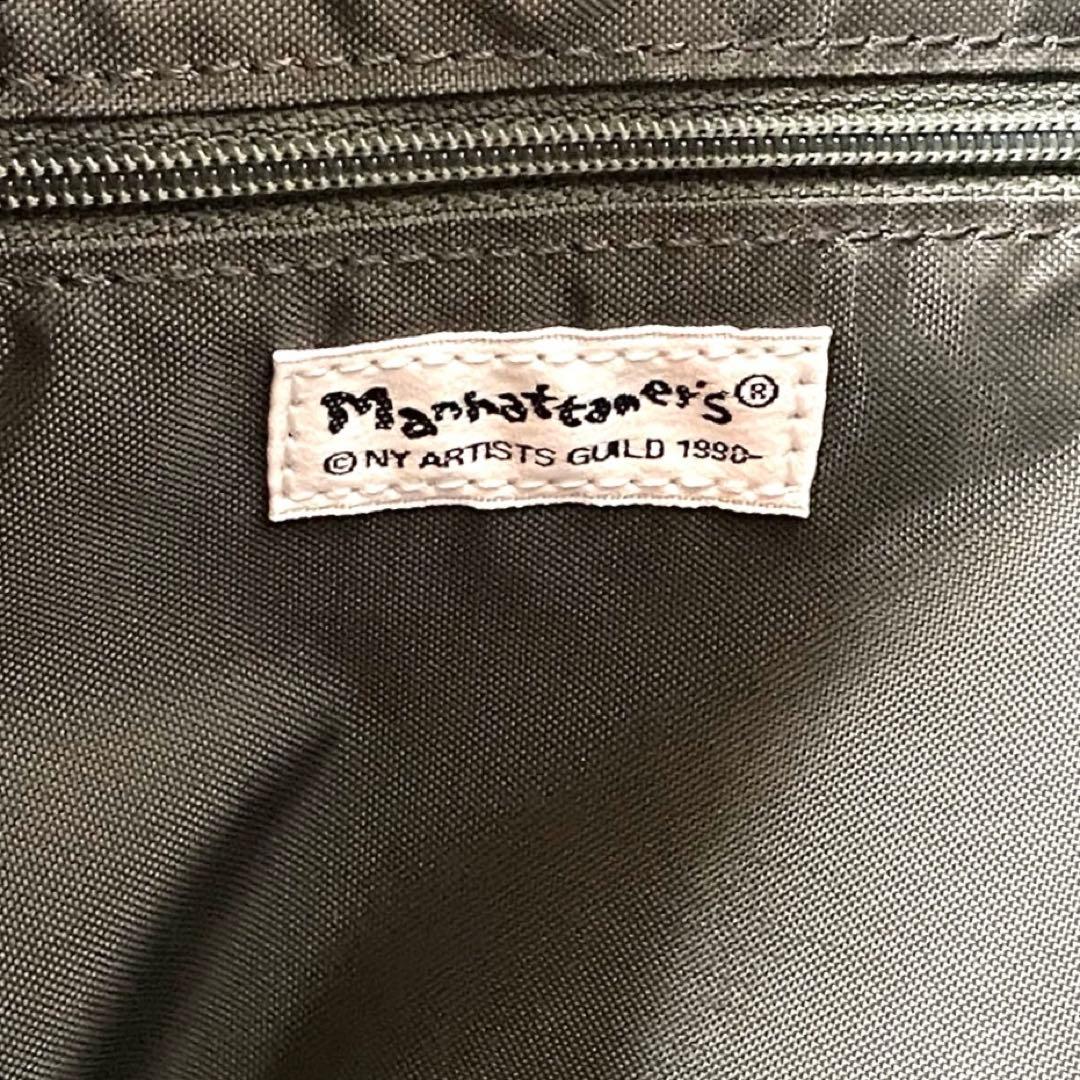 Manhattaner's®
© NY ARTISTS GUILD 1990-